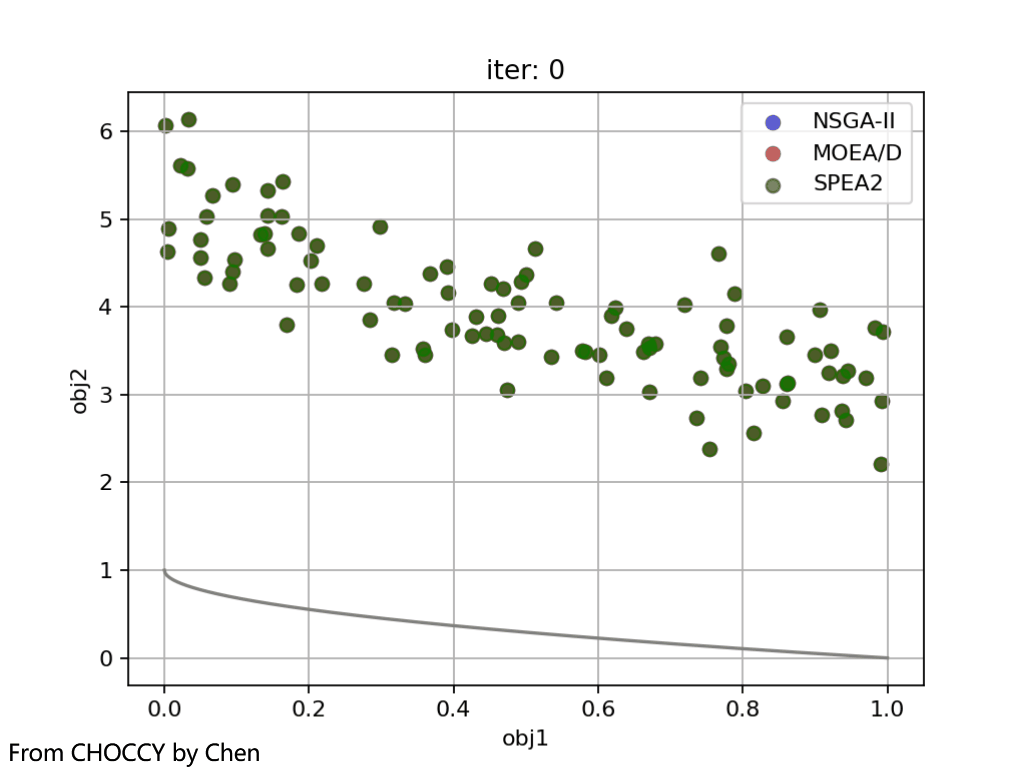 iter: 0
NSGA-II
MOEA/D
SPEA2
obj2
6
5
4
3
2
1
0
0.0 0.2 0.4 0.6 0.8 1.0
obj1
From CHOCCY by Chen